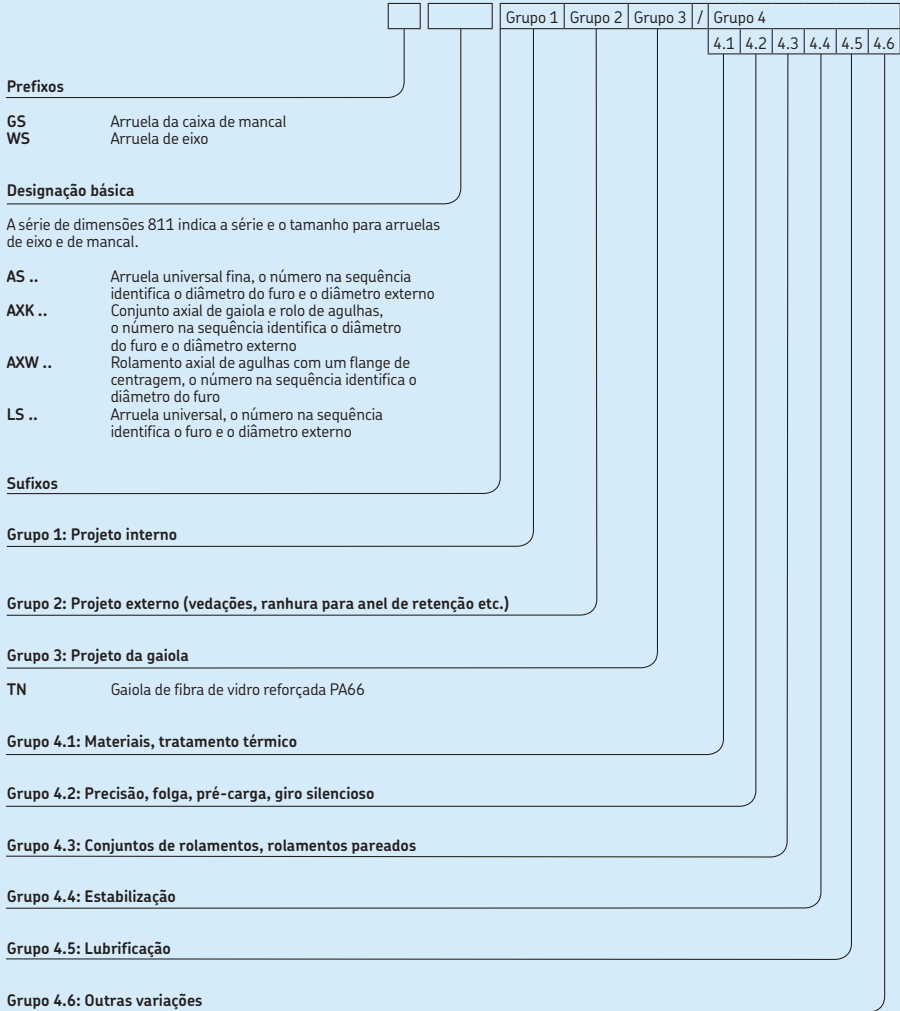 Grupo 1 Grupo 2 Grupo 3 / Grupo 4
4.1 4.2 4.3 4.4 4.5 4.6
Prefixos
GS Arruela da caixa de mancal
WS Arruela de eixo
Designação básica
A série de dimensões 811 indica a série e o tamanho para arruelas
de eixo e de mancal.
AS .. Arruela universal fina, o número na sequência
identifica o diâmetro do furo e o diâmetro externo
AXK .. Conjunto axial de gaiola e rolo de agulhas,
o número na sequência identifica o diâmetro
do furo e o diâmetro externo
AXW .. Rolamento axial de agulhas com um flange de
centragem, o número na sequência identifica o
diâmetro do furo
LS .. Arruela universal, o número na sequência
identifica o furo e o diâmetro externo
Sufixos
Grupo 1: Projeto interno
Grupo 2: Projeto externo (vedações, ranhura para anel de retenção etc.)
Grupo 3: Projeto da gaiola
TN Gaiola de fibra de vidro reforçada PA66
Grupo 4.1: Materiais, tratamento térmico
Grupo 4.2: Precisão, folga, pré-carga, giro silencioso
Grupo 4.3: Conjuntos de rolamentos, rolamentos pareados
Grupo 4.4: Estabilização
Grupo 4.5: Lubrificação
Grupo 4.6: Outras variações